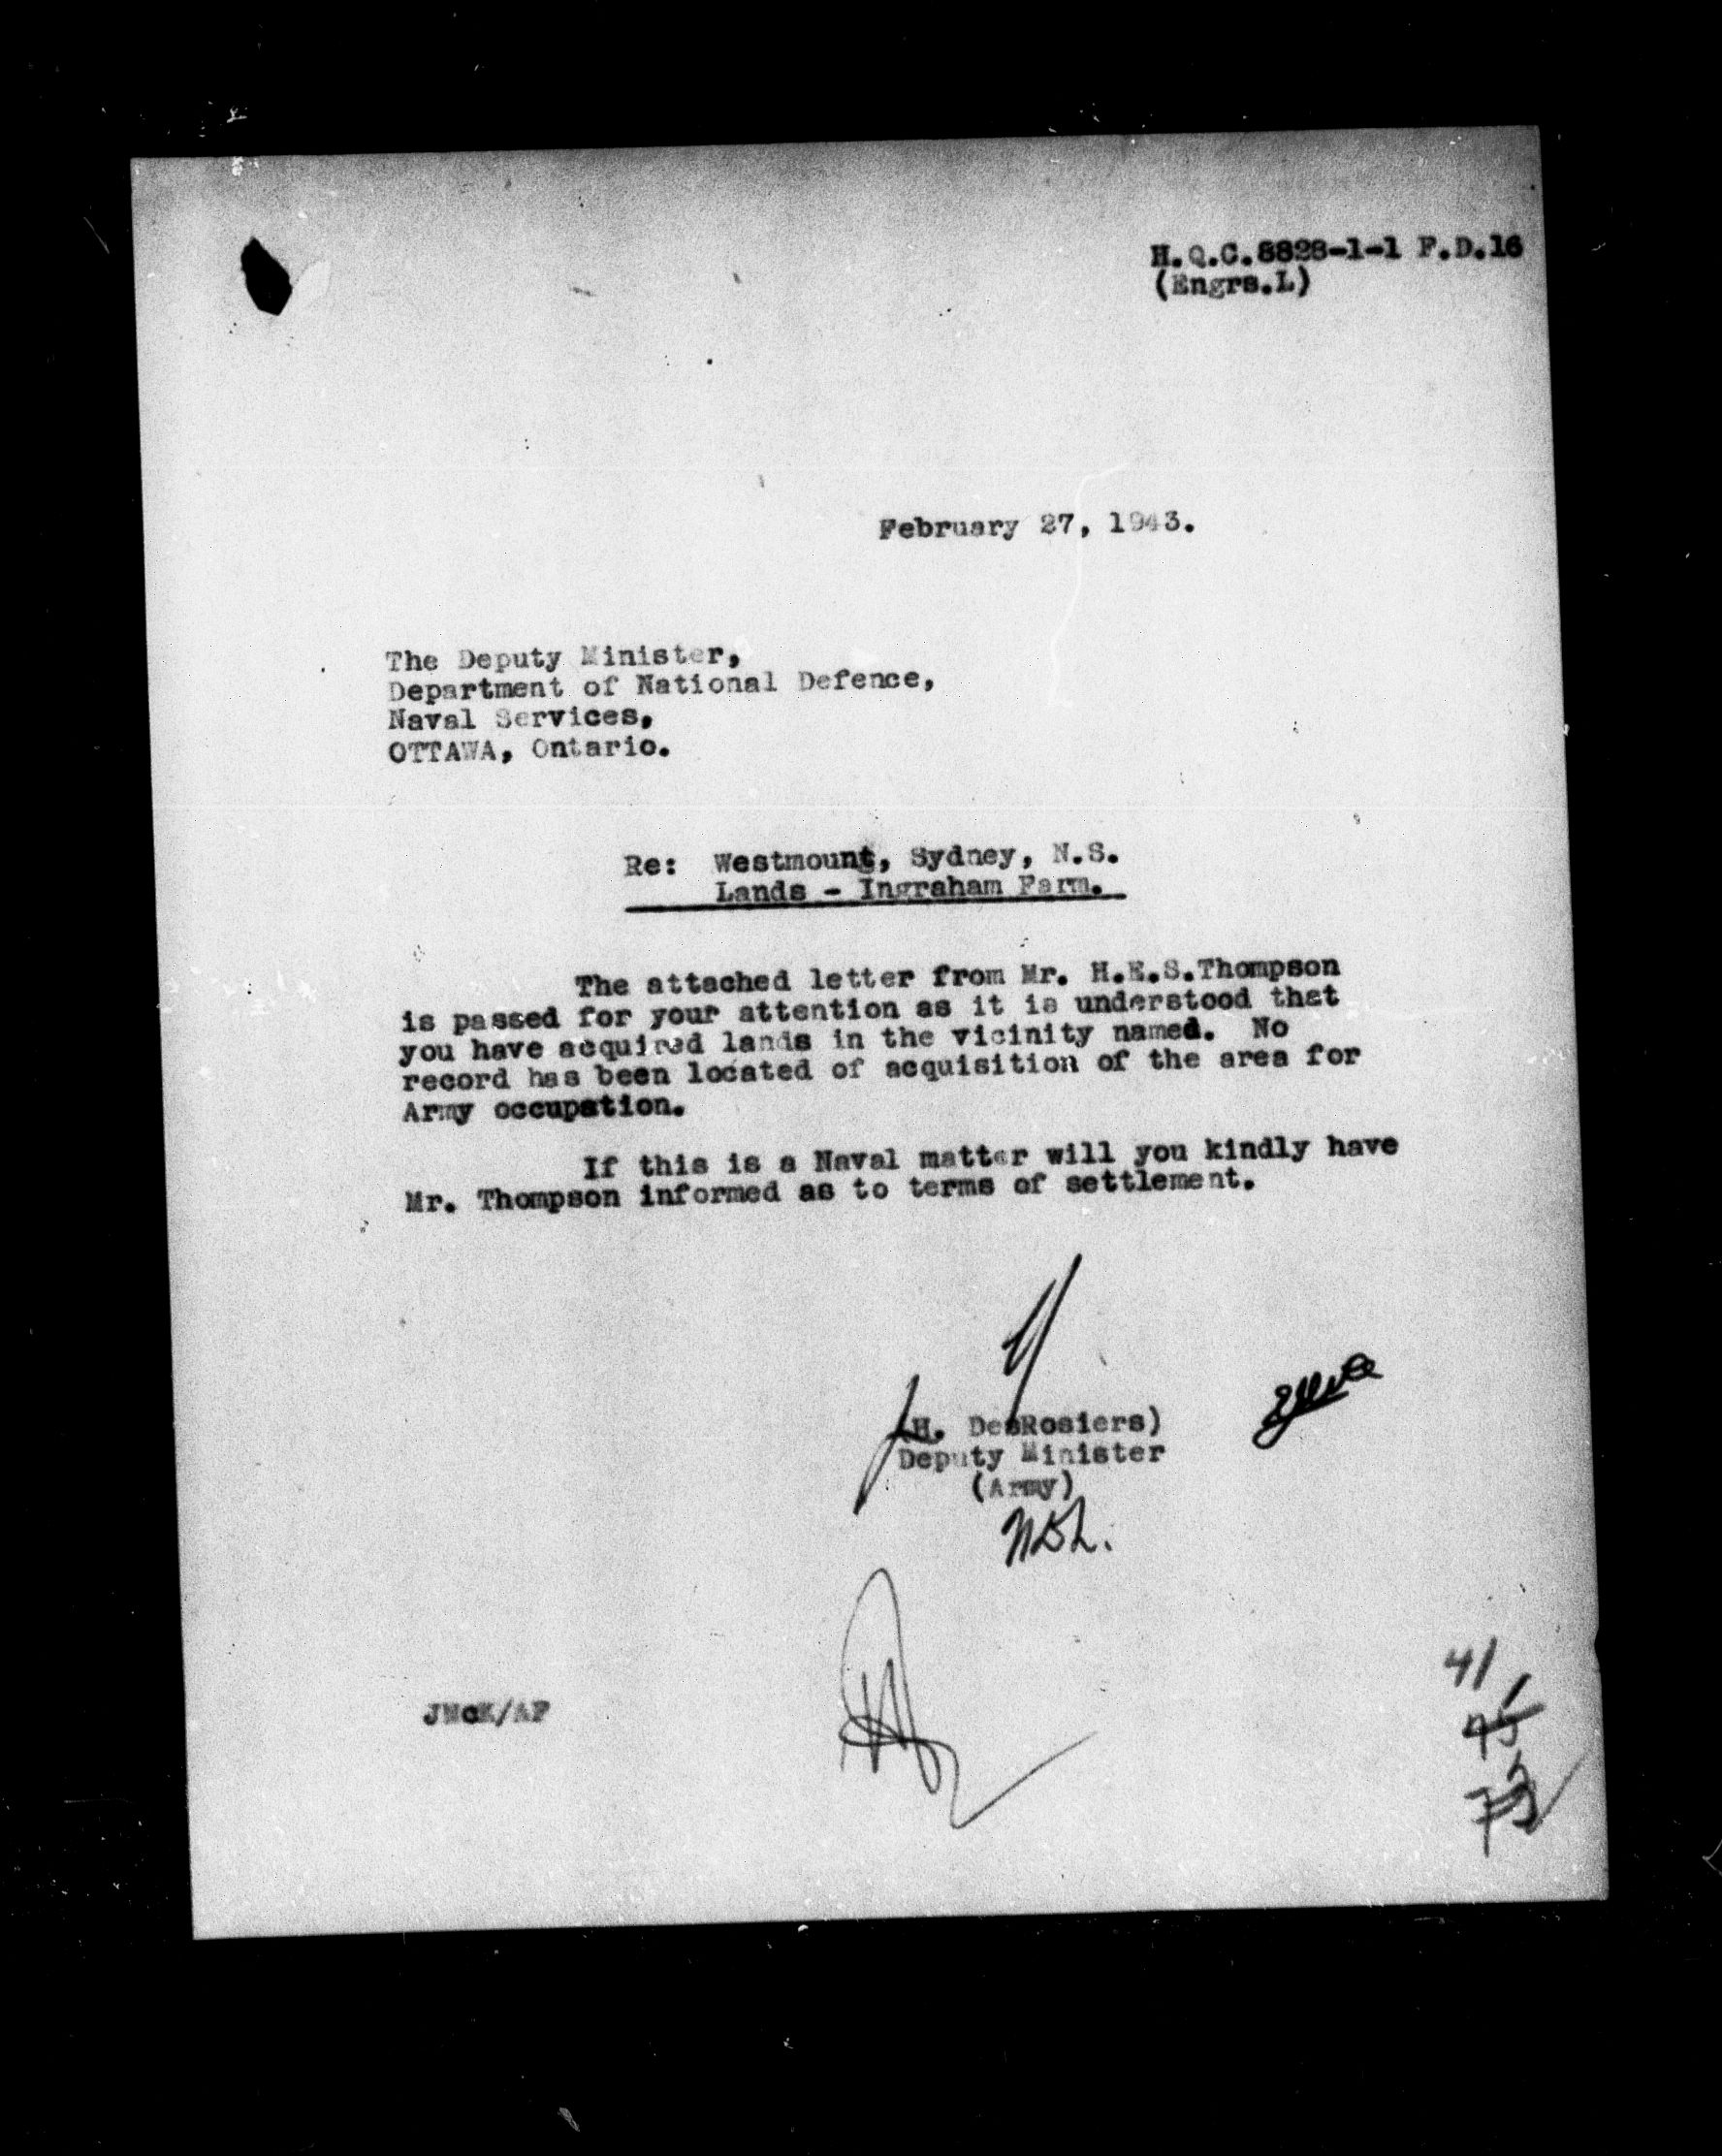 H.Q.C.8828-1-1 F.D.16
(Engrs.L)
February 27, 1943.
The Deputy Minister,
Department of National Defence,
Naval Services,
OTTAWA, Ontario.
Re: Westmount, Sydney, N.S.
Lands - Ingraham Farm.
The attached letter from Mr. H.E.S.Thompson
is passed for your attention as it is understood that
you have acquired lands in the vicinity named. No
record has been located of acquisition of the area for
Army occupation.
If this is a Naval matter will you kindly have
Mr. Thompson informed as to terms of settlement.
(H. DesRosiers)
Deputy Minister
(Army)
JMcK/AF
41